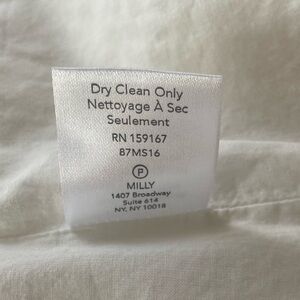 Dry Clean Only
Nettoyage À Sec
Seulement
RN 159167
87MS16
P
MILLY
1407 Broadway
Suite 614
NY, NY 10018